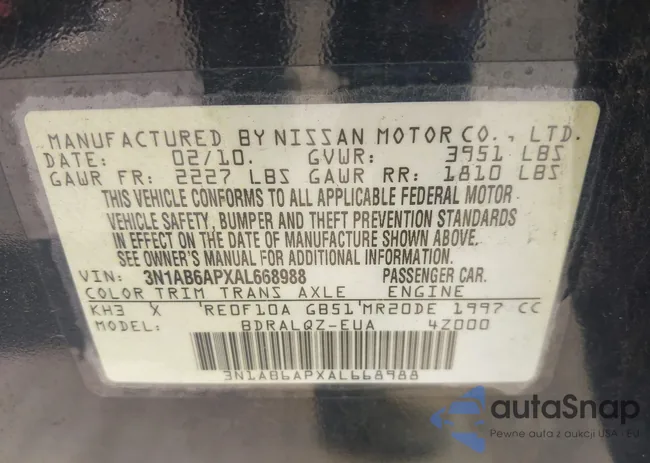 MANUFACTURED BY NISSAN MOTOR CO., LTD.
DATE: 02/10. GVWR: 3951 LBS
GAWR FR: 2227 LBS GAWR RR: 1810 LBS
THIS VEHICLE CONFORMS TO ALL APPLICABLE FEDERAL MOTOR
VEHICLE SAFETY, BUMPER AND THEFT PREVENTION STANDARDS
IN EFFECT ON THE DATE OF MANUFACTURE SHOWN ABOVE.
SEE OWNER'S MANUAL FOR ADDITIONAL INFORMATION.
VIN: 3N1AB6APXAL668988 PASSENGER CAR.
COLOR TRIM TRANS AXLE ENGINE
KH3 X RE0F10A GB51 MR20DE 1997 CC
MODEL: BDRALQZ-EUA 4Z000
3N1AB6APXAL668988
autaSnap
Pewne auta z aukcji USA - EU